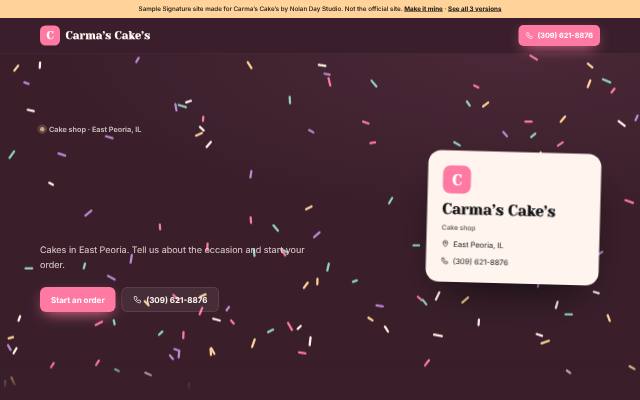 Sample Signature site made for Carma's Cake's by Nolan Day Studio. Not the official site. Make it mine · See all 3 versions
C Carma's Cake's
(309) 621-8876
Cake shop · East Peoria, IL
Cakes in East Peoria. Tell us about the occasion and start your
order.
Start an order
(309) 621-8876
C
Carma's Cake's
Cake shop
East Peoria, IL
(309) 621-8876